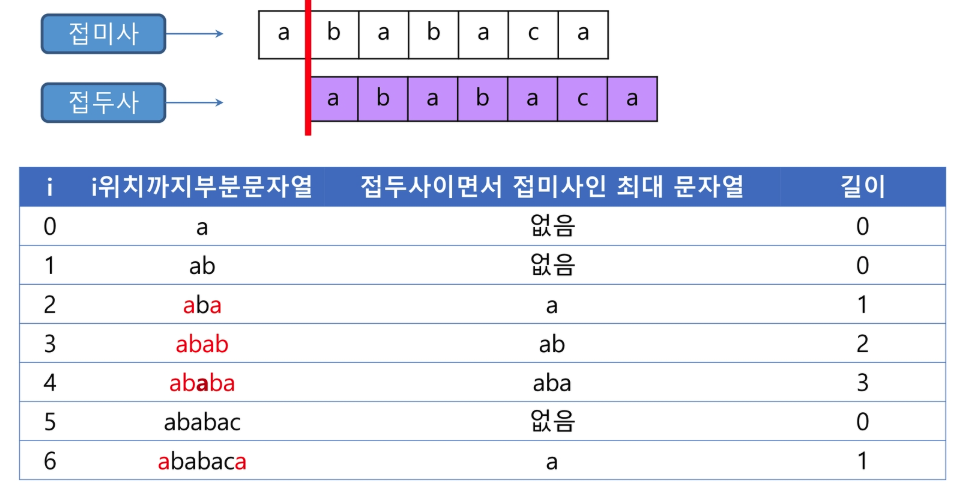 접미사 a b a b a c a
접두사 a b a b a c a
i i위치까지부분문자열 접두사이면서 접미사인 최대 문자열 길이
0 a 없음 0
1 ab 없음 0
2 aba a 1
3 abab ab 2
4 ababa aba 3
5 ababac 없음 0
6 ababaca a 1